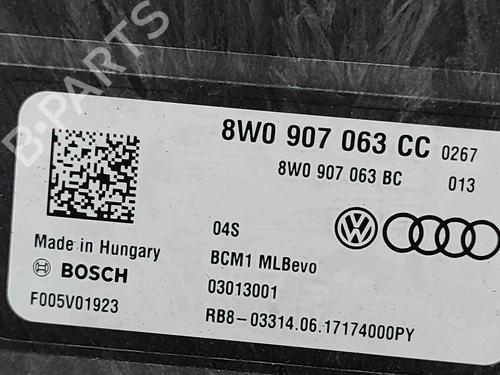 B-PARTS
8W0 907 063 CC 0267
8W0 907 063 BC 013
04S
Made in Hungary
BCM1 MLBevo
BOSCH
03013001
F005V01923
RB8-03314.06.17174000PY